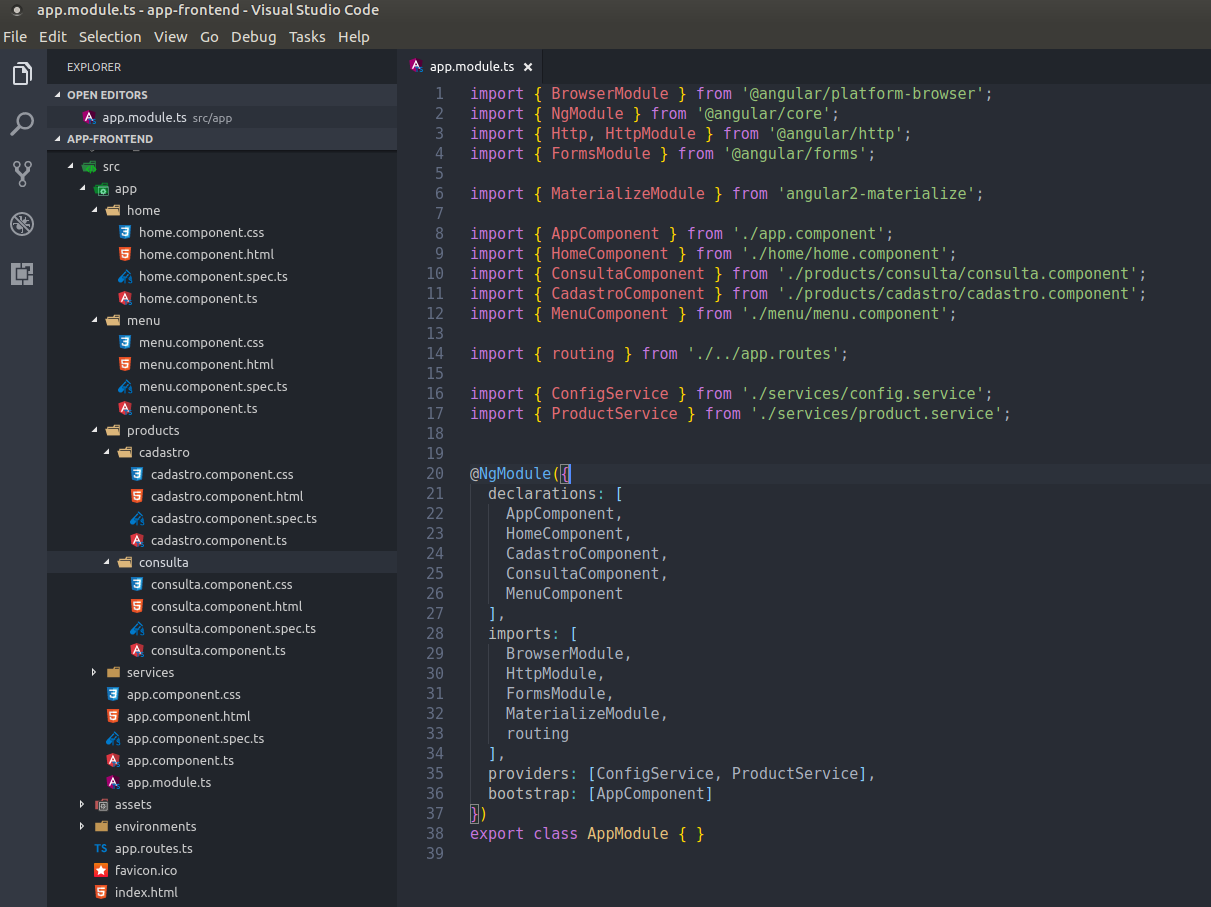 app.module.ts - app-frontend - Visual Studio Code
File Edit Selection View Go Debug Tasks Help
EXPLORER
OPEN EDITORS
app.module.ts src/app
APP-FRONTEND
src
app
home
home.component.css
home.component.html
home.component.spec.ts
home.component.ts
menu
menu.component.css
menu.component.html
menu.component.spec.ts
menu.component.ts
products
cadastro
cadastro.component.css
cadastro.component.html
cadastro.component.spec.ts
cadastro.component.ts
consulta
consulta.component.css
consulta.component.html
consulta.component.spec.ts
consulta.component.ts
services
app.component.css
app.component.html
app.component.spec.ts
app.component.ts
app.module.ts
assets
environments
TS app.routes.ts
favicon.ico
index.html
app.module.ts ×
1 import { BrowserModule } from '@angular/platform-browser';
2 import { NgModule } from '@angular/core';
3 import { Http, HttpModule } from '@angular/http';
4 import { FormsModule } from '@angular/forms';
5
6 import { MaterializeModule } from 'angular2-materialize';
7
8 import { AppComponent } from './app.component';
9 import { HomeComponent } from './home/home.component';
10 import { ConsultaComponent } from './products/consulta/consulta.component';
11 import { CadastroComponent } from './products/cadastro/cadastro.component';
12 import { MenuComponent } from './menu/menu.component';
13
14 import { routing } from './../app.routes';
15
16 import { ConfigService } from './services/config.service';
17 import { ProductService } from './services/product.service';
18
19
20 @NgModule({
21 declarations: [
22 AppComponent,
23 HomeComponent,
24 CadastroComponent,
25 ConsultaComponent,
26 MenuComponent
27 ],
28 imports: [
29 BrowserModule,
30 HttpModule,
31 FormsModule,
32 MaterializeModule,
33 routing
34 ],
35 providers: [ConfigService, ProductService],
36 bootstrap: [AppComponent]
37 })
38 export class AppModule { }
39